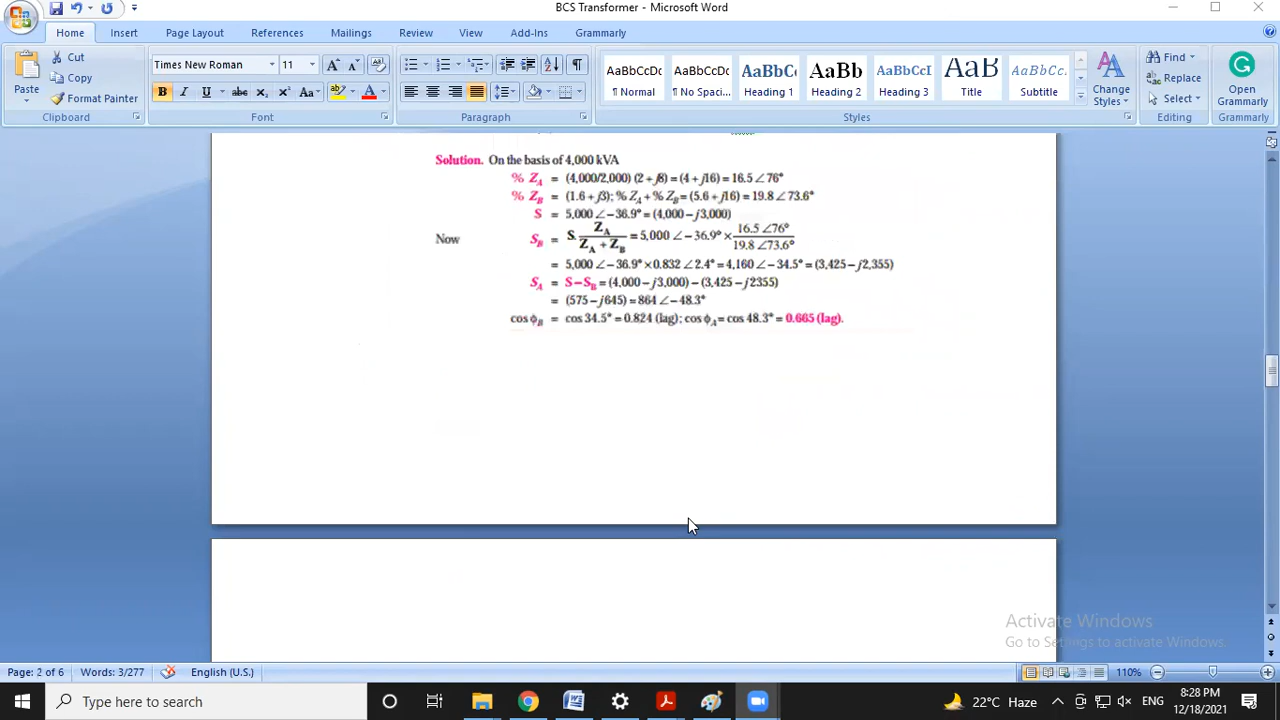 BCS Transformer - Microsoft Word
Home Insert Page Layout References Mailings Review View Add-Ins Grammarly
Paste
Cut
Copy
Format Painter
Clipboard
Times New Roman 11
B I U abc X₂ X² Aa
Font
Paragraph
AaBbCcDc AaBbCcDc AaBbC AaBb AaBbCcI AaB AaBbCc.
¶ Normal ¶ No Spaci... Heading 1 Heading 2 Heading 3 Title Subtitle
Change Styles
Styles
Find
Replace
Select
Editing
Open Grammarly
Grammarly
Solution. On the basis of 4,000 kVA
% Z_A = (4,000/2,000) (2 + j8) = (4 + j16) = 16.5 ∠76°
% Z_B = (1.6 + j3); % Z_A + % Z_B = (5.6 + j16) = 19.8 ∠73.6°
S = 5,000 ∠−36.9° = (4,000 − j3,000)
Now S_B = S. Z_A / (Z_A + Z_B) = 5,000 ∠−36.9° × 16.5 ∠76° / 19.8 ∠73.6°
= 5,000 ∠−36.9° × 0.832 ∠2.4° = 4,160 ∠−34.5° = (3,425 − j2,355)
S_A = S − S_B = (4,000 − j3,000) − (3,425 − j2355)
= (575 − j645) = 864 ∠−48.3°
cos ϕ_B = cos 34.5° = 0.824 (lag); cos ϕ_A = cos 48.3° = 0.665 (lag).
Activate Windows
Go to Settings to activate Windows.
Page: 2 of 6 Words: 3/277 English (U.S.) 110%
Type here to search
22°C Haze ENG
8:28 PM
12/18/2021